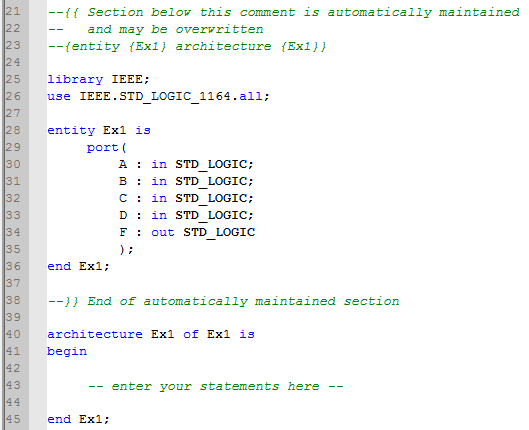 21 --{{ Section below this comment is automatically maintained
22 --   and may be overwritten
23 --{entity {Ex1} architecture {Ex1}}
24
25 library IEEE;
26 use IEEE.STD_LOGIC_1164.all;
27
28 entity Ex1 is
29      port(
30          A : in STD_LOGIC;
31          B : in STD_LOGIC;
32          C : in STD_LOGIC;
33          D : in STD_LOGIC;
34          F : out STD_LOGIC
35          );
36 end Ex1;
37
38 --}} End of automatically maintained section
39
40 architecture Ex1 of Ex1 is
41 begin
42
43      -- enter your statements here --
44
45 end Ex1;